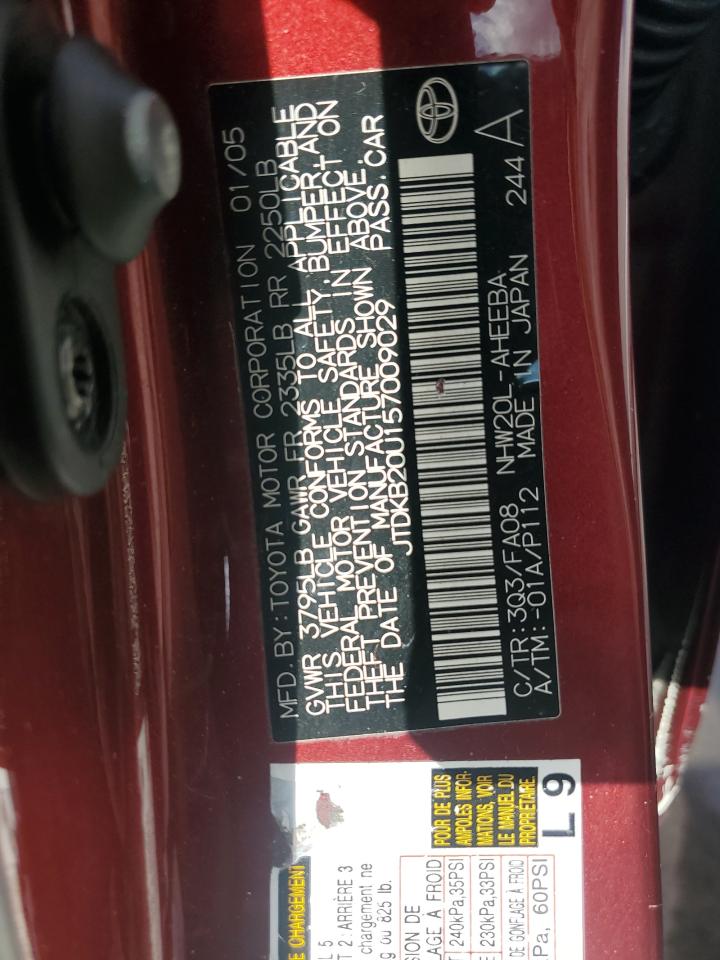 MFD. BY: TOYOTA MOTOR CORPORATION 01/05
GVWR 3795LB GAWR FR 2335LB RR 2250LB
THIS VEHICLE CONFORMS TO ALL APPLICABLE
FEDERAL MOTOR VEHICLE SAFETY, BUMPER, AND
THEFT PREVENTION STANDARDS IN EFFECT ON
THE DATE OF MANUFACTURE SHOWN ABOVE.
JTDKB20U157009029 PASS. CAR
C/TR: 3Q3/FA08 NHW20L-AHEEBA 244 A
A/TM: -01A/P112 MADE IN JAPAN
E CHARGEMENT
L 5
T 2 : ARRIÈRE 3
chargement ne
g ou 825 lb.
SION DE
LAGE À FROID
T 240kPa, 35PSI
E 230kPa, 33PSI
DE GONFLAGE À FROID
Pa, 60PSI
POUR DE PLUS
AMPLES INFOR-
MATIONS, VOIR
LE MANUEL DU
PROPRIÉTAIRE.
L 9